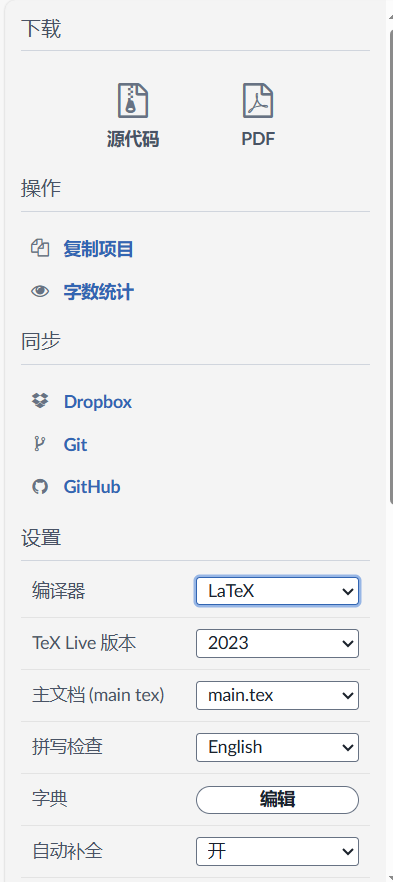 下载
源代码
PDF
操作
复制项目
字数统计
同步
Dropbox
Git
GitHub
设置
编译器 LaTeX
TeX Live 版本 2023
主文档 (main tex) main.tex
拼写检查 English
字典 编辑
自动补全 开